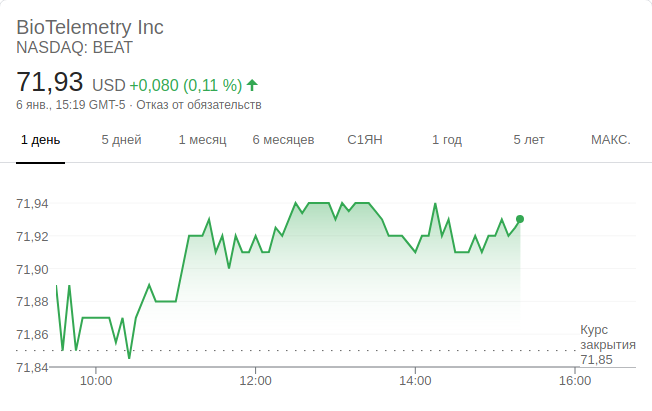 BioTelemetry Inc
NASDAQ: BEAT
71,93 USD +0,080 (0,11 %)
6 янв., 15:19 GMT-5 · Отказ от обязательств
1 день 5 дней 1 месяц 6 месяцев С1ЯН 1 год 5 лет МАКС.
71,94
71,92
71,90
71,88
71,86
71,84
Курс
закрытия
71,85
10:00 12:00 14:00 16:00